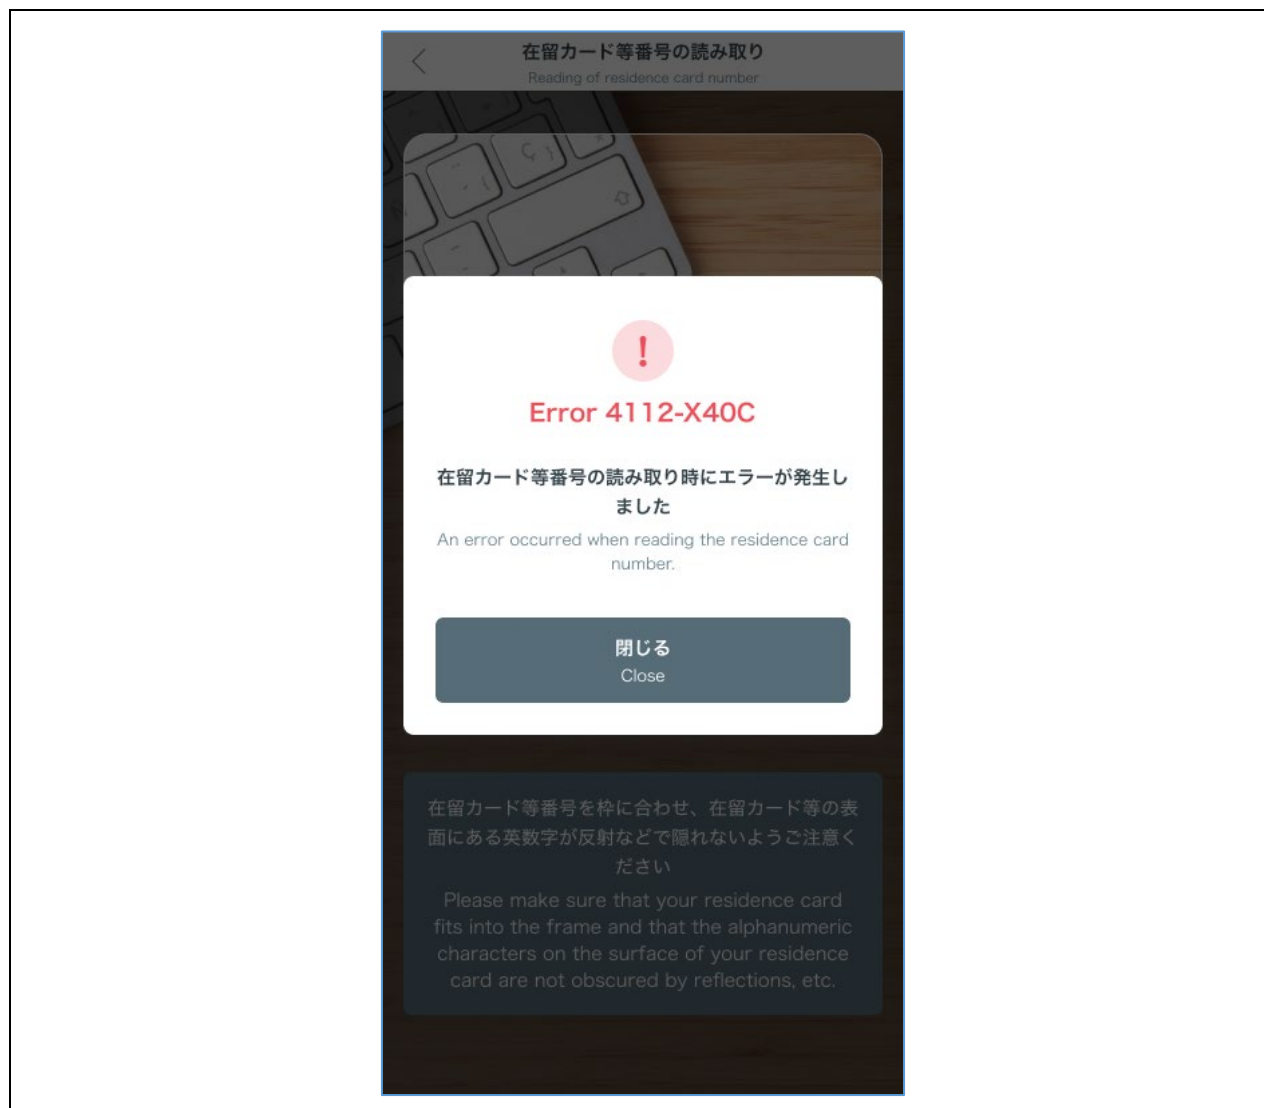 在留カード等番号の読み取り
Reading of residence card number
!
Error 4112-X40C
在留カード等番号の読み取り時にエラーが発生し
ました
An error occurred when reading the residence card
number.
閉じる
Close
在留カード等番号を枠に合わせ、在留カード等の表
面にある英数字が反射などで隠れないようご注意く
ださい
Please make sure that your residence card
fits into the frame and that the alphanumeric
characters on the surface of your residence
card are not obscured by reflections, etc.